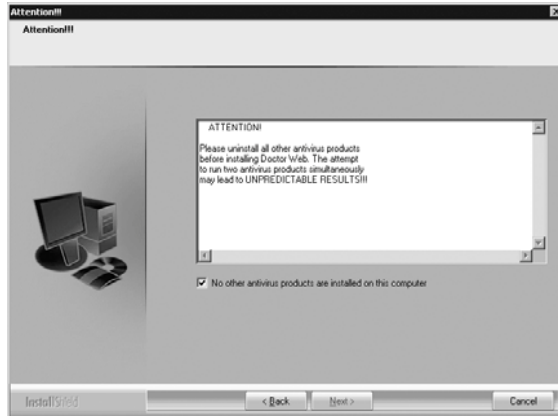 Attention!!!
Attention!!!
ATTENTION!
Please uninstall all other antivirus products
before installing Doctor Web. The attempt
to run two antivirus products simultaneously
may lead to UNPREDICTABLE RESULTS!!!
No other antivirus products are installed on this computer
InstallShield
< Back
Next >
Cancel